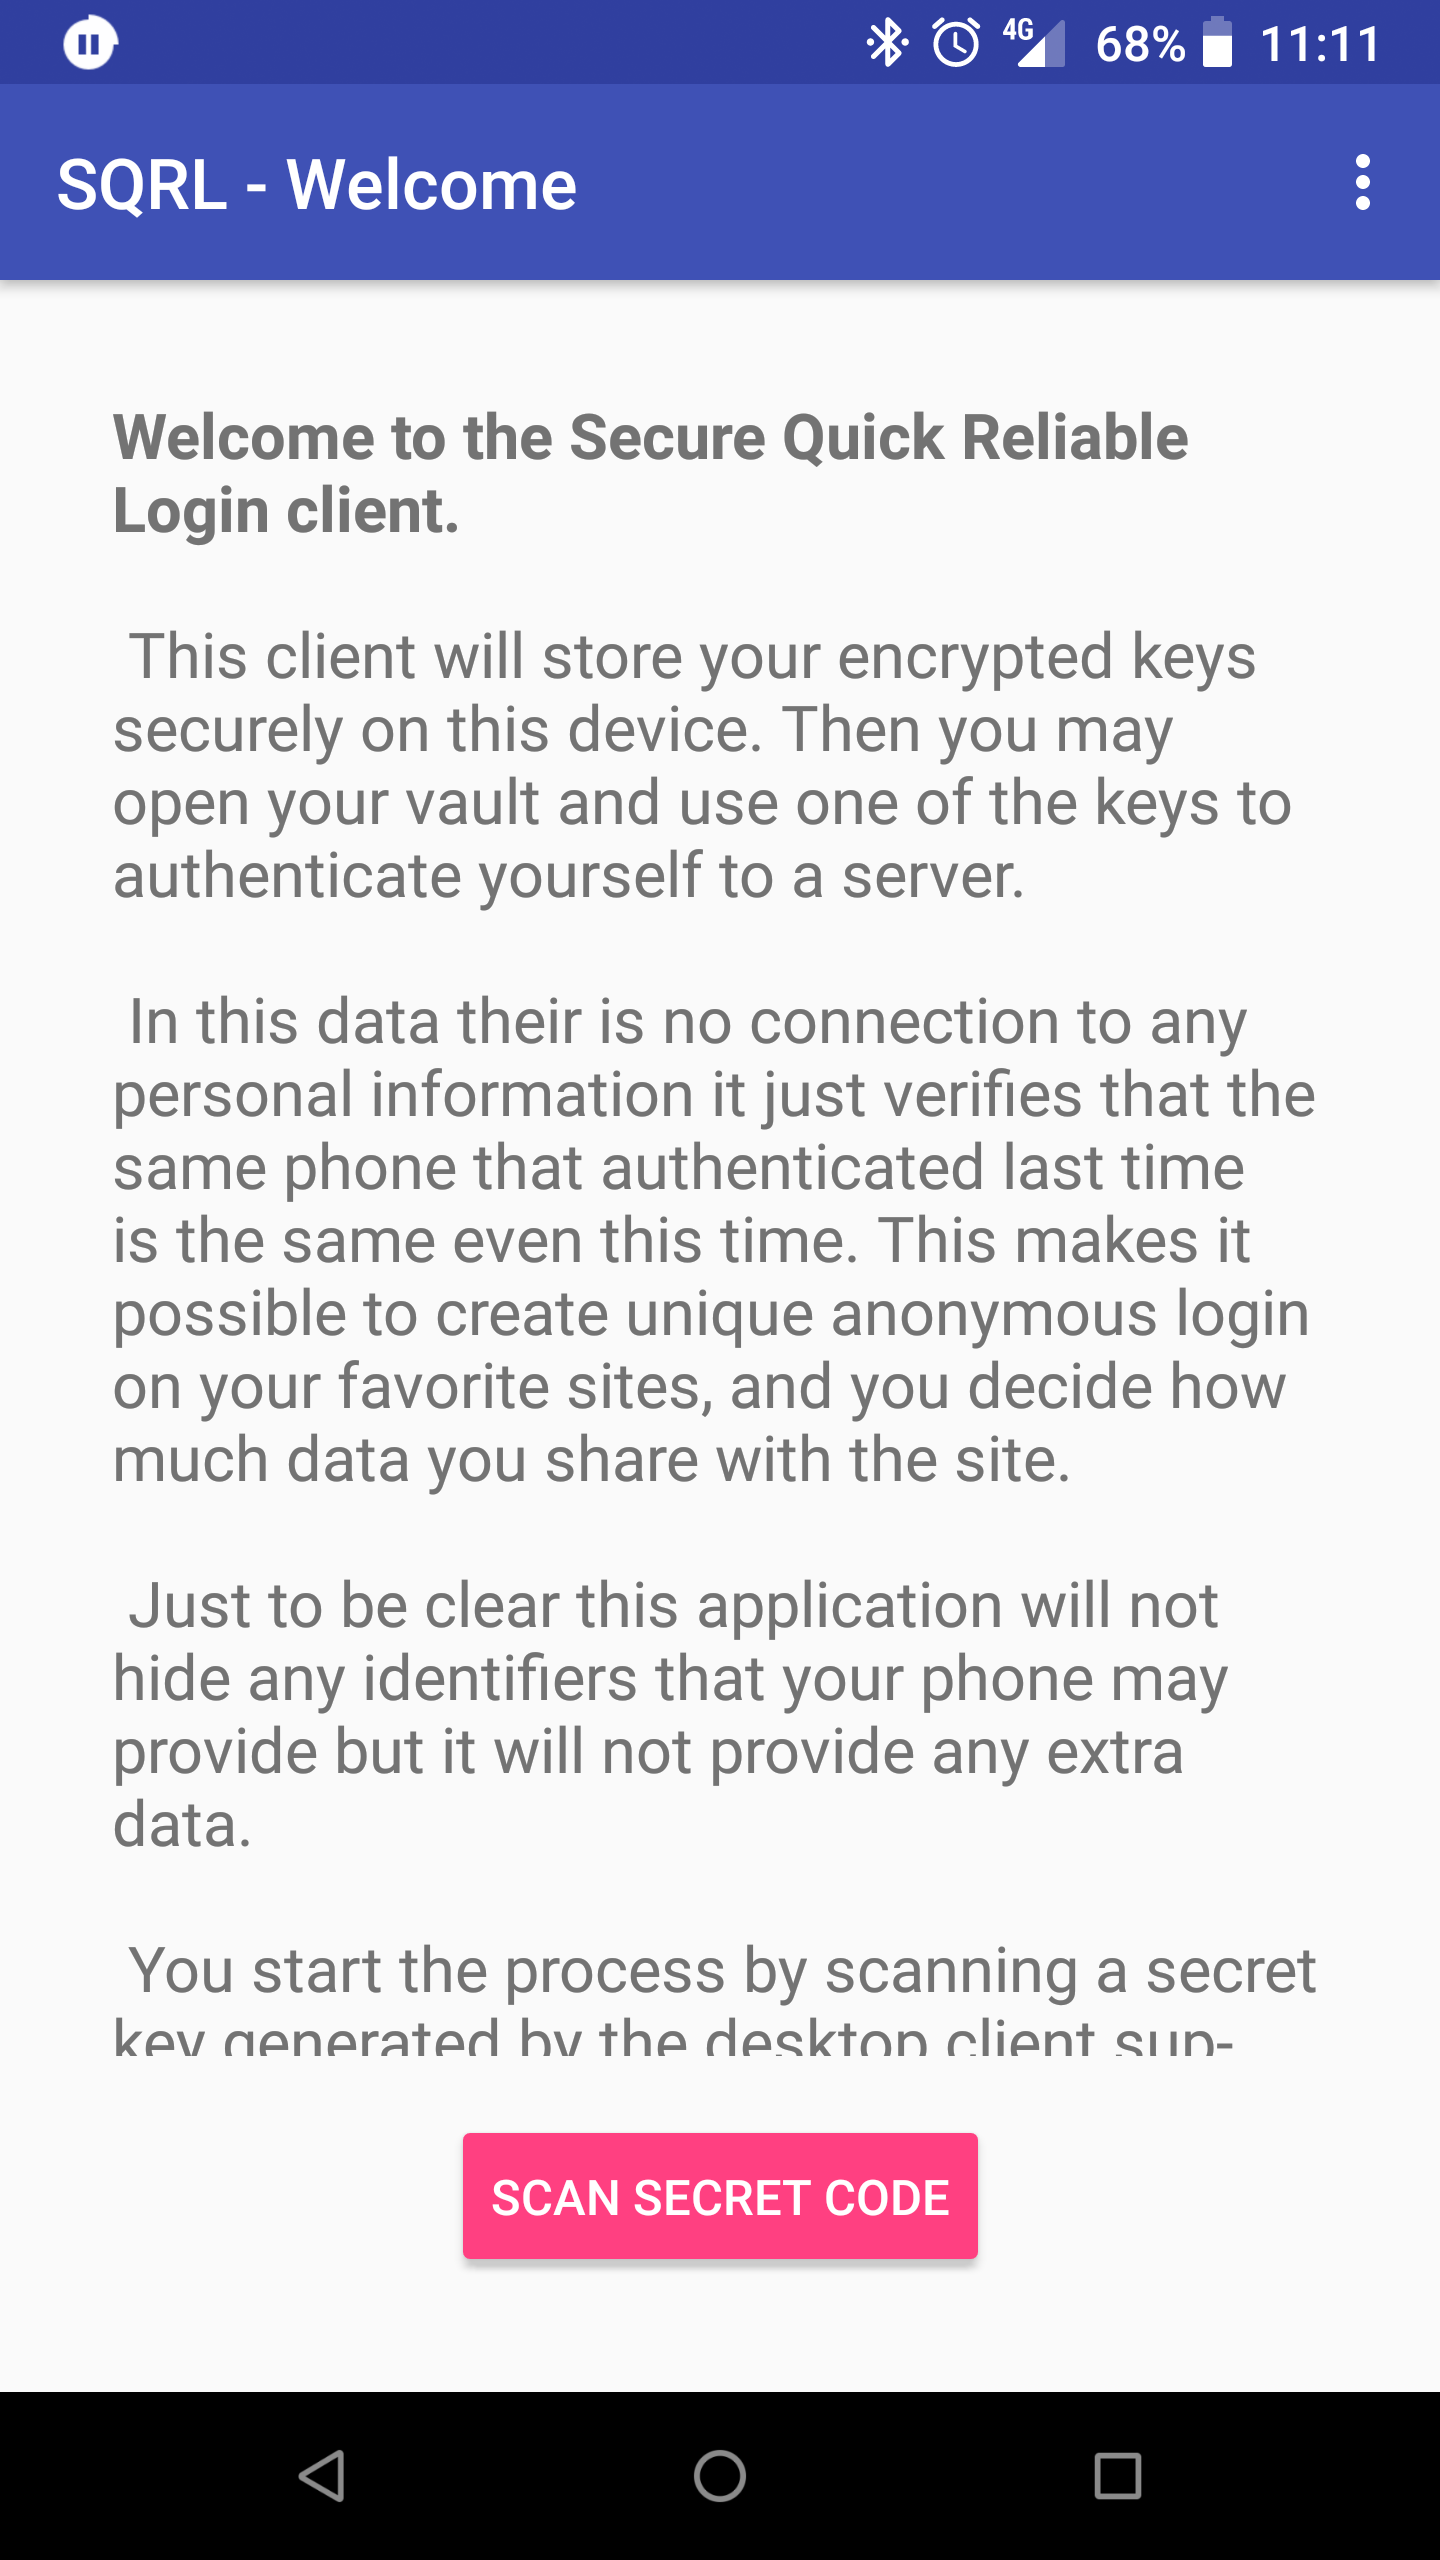 4G 68% 11:11
SQRL - Welcome
Welcome to the Secure Quick Reliable
Login client.
This client will store your encrypted keys
securely on this device. Then you may
open your vault and use one of the keys to
authenticate yourself to a server.
In this data their is no connection to any
personal information it just verifies that the
same phone that authenticated last time
is the same even this time. This makes it
possible to create unique anonymous login
on your favorite sites, and you decide how
much data you share with the site.
Just to be clear this application will not
hide any identifiers that your phone may
provide but it will not provide any extra
data.
You start the process by scanning a secret
key generated by the desktop client sup-
SCAN SECRET CODE